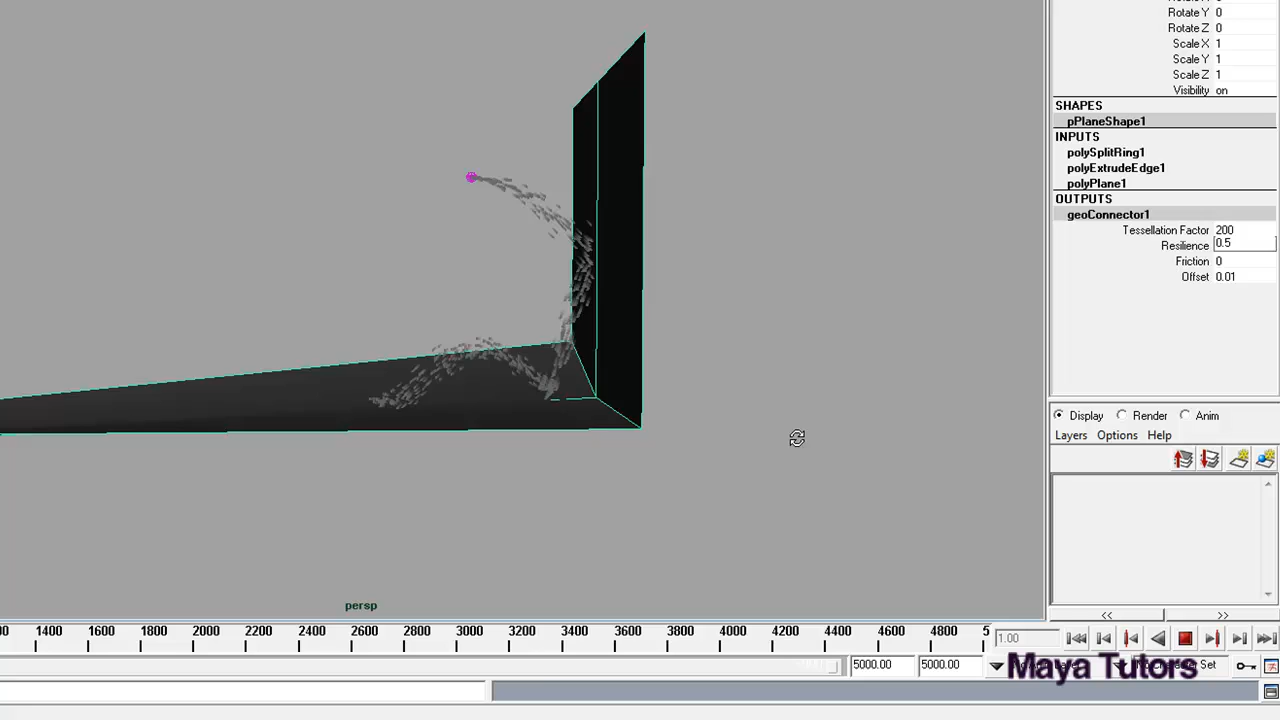 Rotate Y 0
Rotate Z 0
Scale X 1
Scale Y 1
Scale Z 1
Visibility on
SHAPES
pPlaneShape1
INPUTS
polySplitRing1
polyExtrudeEdge1
polyPlane1
OUTPUTS
geoConnector1
Tessellation Factor 200
Resilience 0.5
Friction 0
Offset 0.01
Display Render Anim
Layers Options Help
<< >>
persp
1400 1600 1800 2000 2200 2400 2600 2800 3000 3200 3400 3600 3800 4000 4200 4400 4600 4800 5
1.00
5000.00 5000.00
Set
Maya Tutors